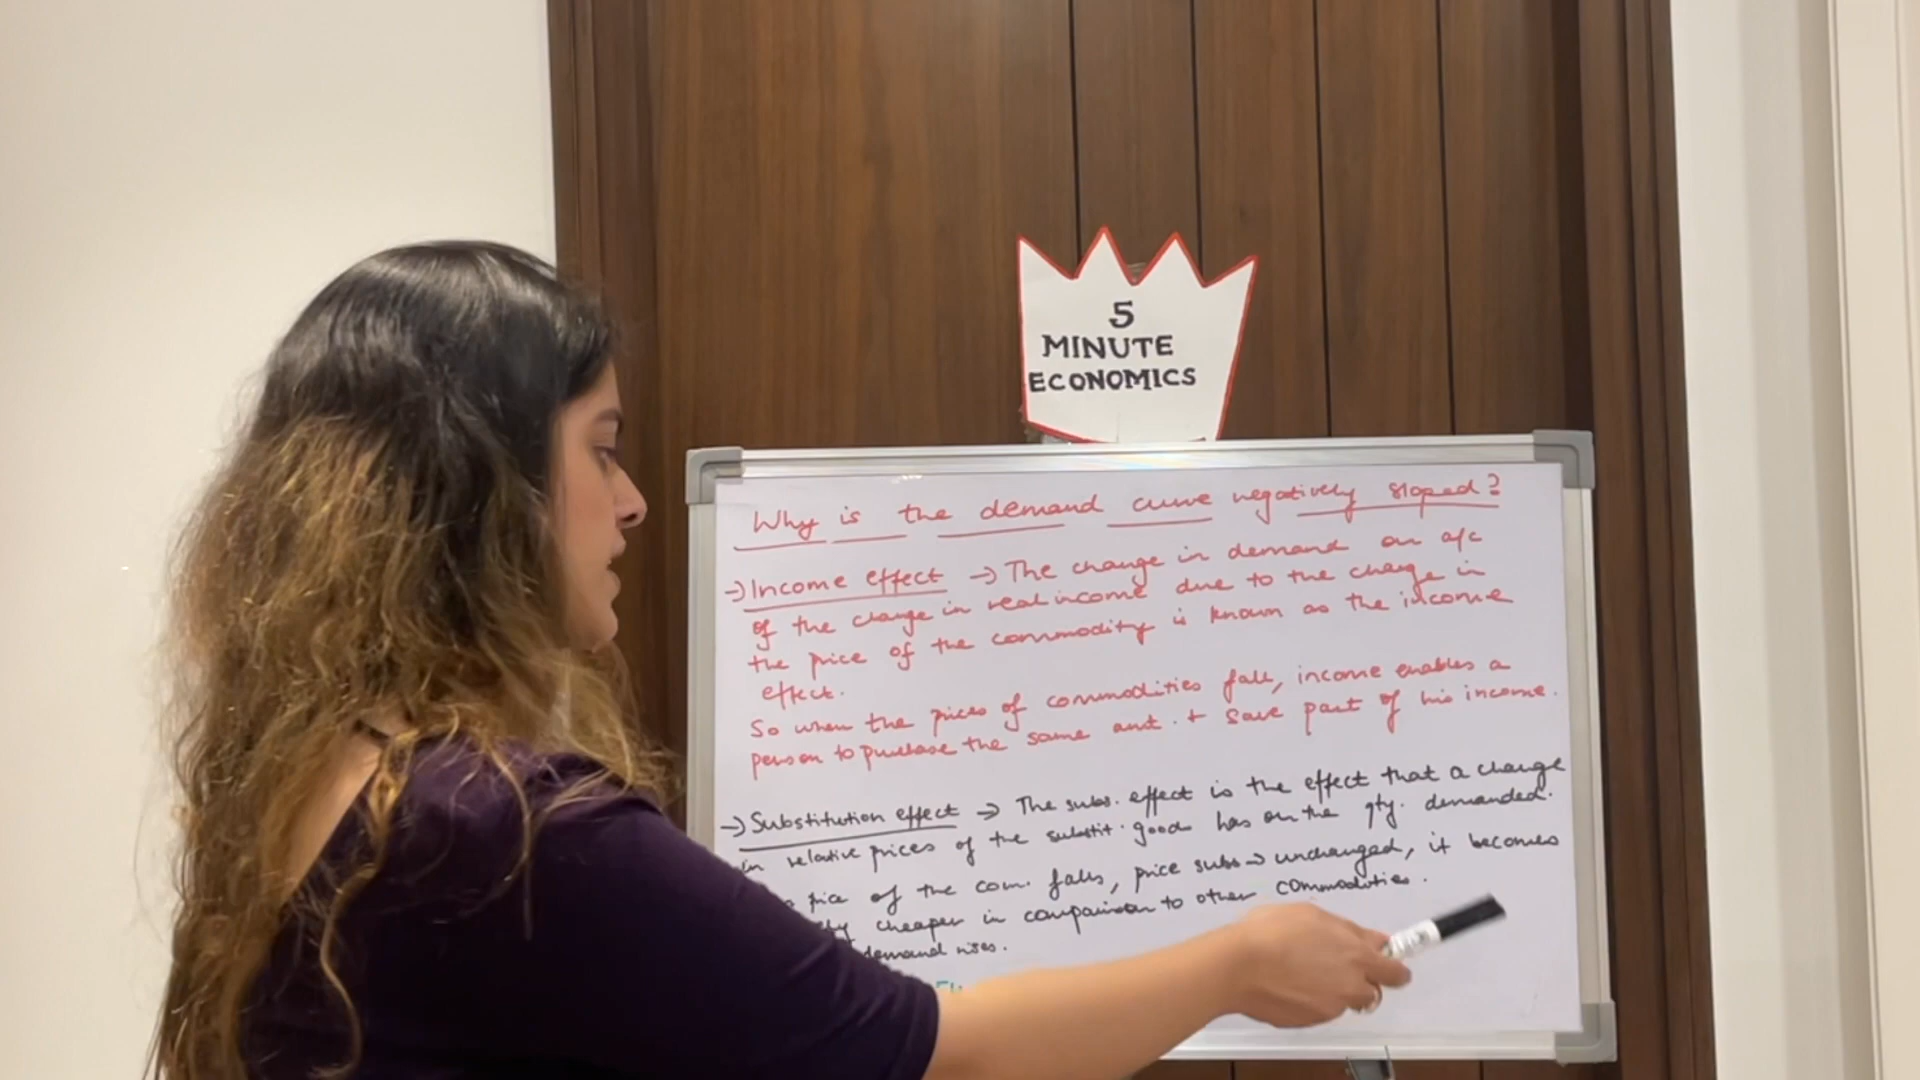 5
MINUTE
ECONOMICS
Why is the demand curve negatively sloped?
→ Income effect → The change in demand on a/c
of the change in real income due to the change in
the price of the commodity is known as the income
effect.
So when the prices of commodities fall, income enables a
person to purchase the same amt. + save part of his income.
→ Substitution effect → The subs. effect is the effect that a change
in relative prices of the substit. good has on the qty. demanded.
price of the com. falls, price subs → unchanged, it becomes
cheaper in comparison to other commodities.
demand rises.